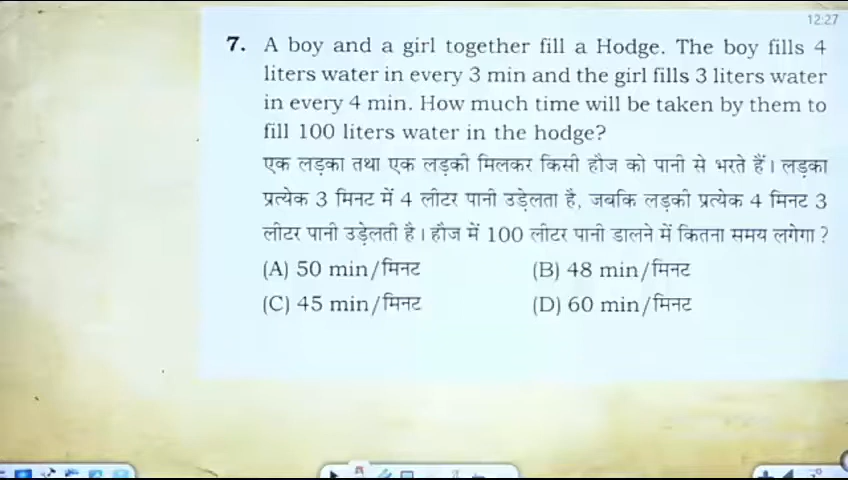 12:27
7. A boy and a girl together fill a Hodge. The boy fills 4
liters water in every 3 min and the girl fills 3 liters water
in every 4 min. How much time will be taken by them to
fill 100 liters water in the hodge?
एक लड़का तथा एक लड़की मिलकर किसी हौज को पानी से भरते हैं। लड़का
प्रत्येक 3 मिनट में 4 लीटर पानी उड़ेलता है, जबकि लड़की प्रत्येक 4 मिनट 3
लीटर पानी उड़ेलती है। हौज में 100 लीटर पानी डालने में कितना समय लगेगा?
(A) 50 min/मिनट (B) 48 min/मिनट
(C) 45 min/मिनट (D) 60 min/मिनट